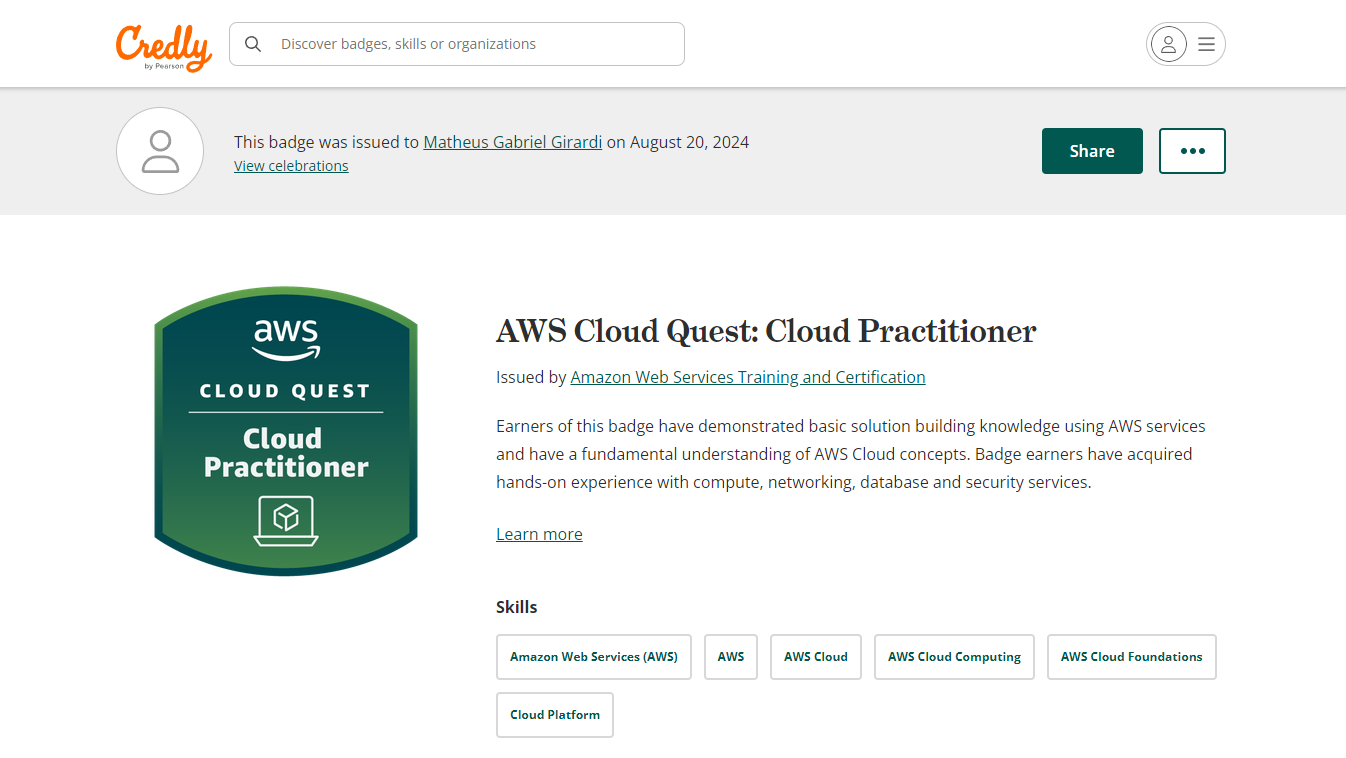 Credly
by Pearson
Discover badges, skills or organizations
This badge was issued to Matheus Gabriel Girardi on August 20, 2024
View celebrations
Share
aws
CLOUD QUEST
Cloud
Practitioner
AWS Cloud Quest: Cloud Practitioner
Issued by Amazon Web Services Training and Certification
Earners of this badge have demonstrated basic solution building knowledge using AWS services
and have a fundamental understanding of AWS Cloud concepts. Badge earners have acquired
hands-on experience with compute, networking, database and security services.
Learn more
Skills
Amazon Web Services (AWS) AWS AWS Cloud AWS Cloud Computing AWS Cloud Foundations
Cloud Platform